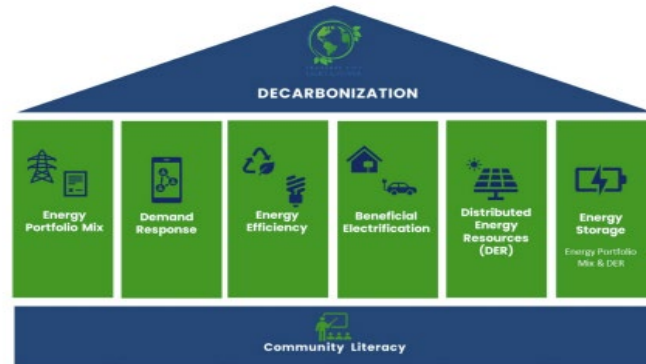 DECARBONIZATION
Energy
Portfolio Mix
Demand
Response
Energy
Efficiency
Beneficial
Electrification
Distributed
Energy
Resources
(DER)
Energy
Storage
Energy Portfolio
Mix & DER
Community Literacy